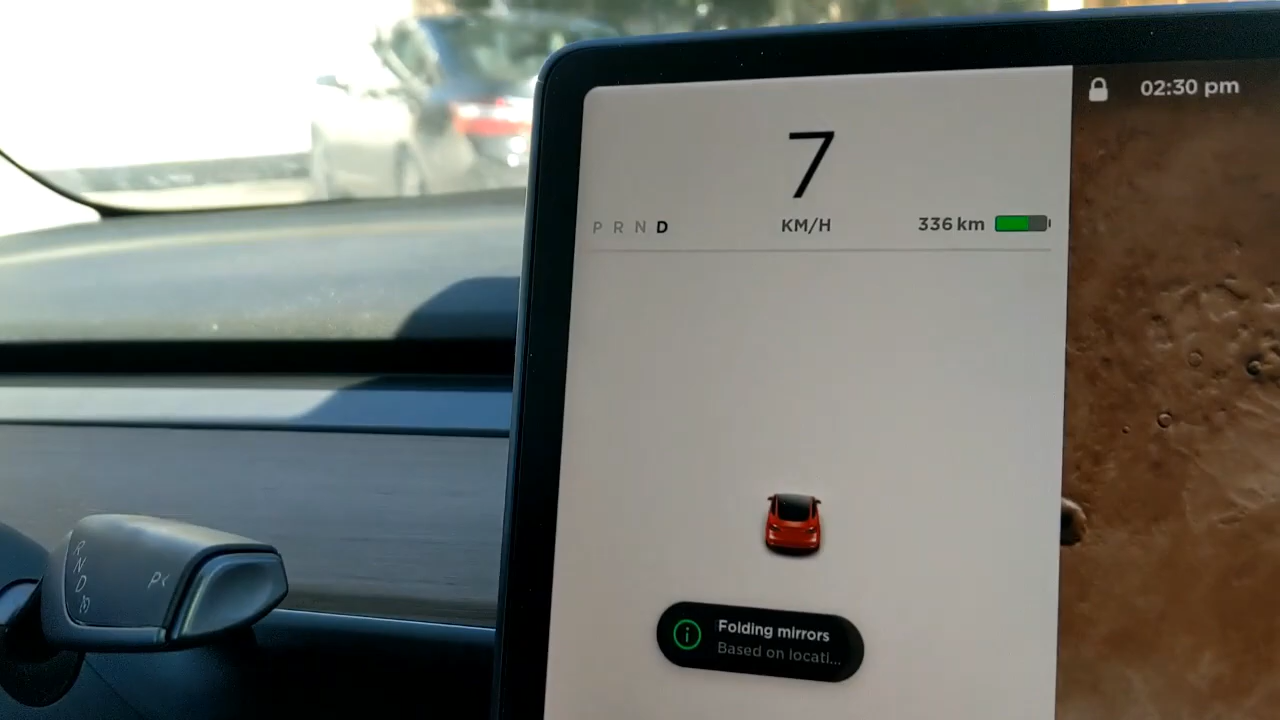 02:30 pm
7
P R N D
KM/H
336 km
Folding mirrors
Based on locati...
R
N
D
P<